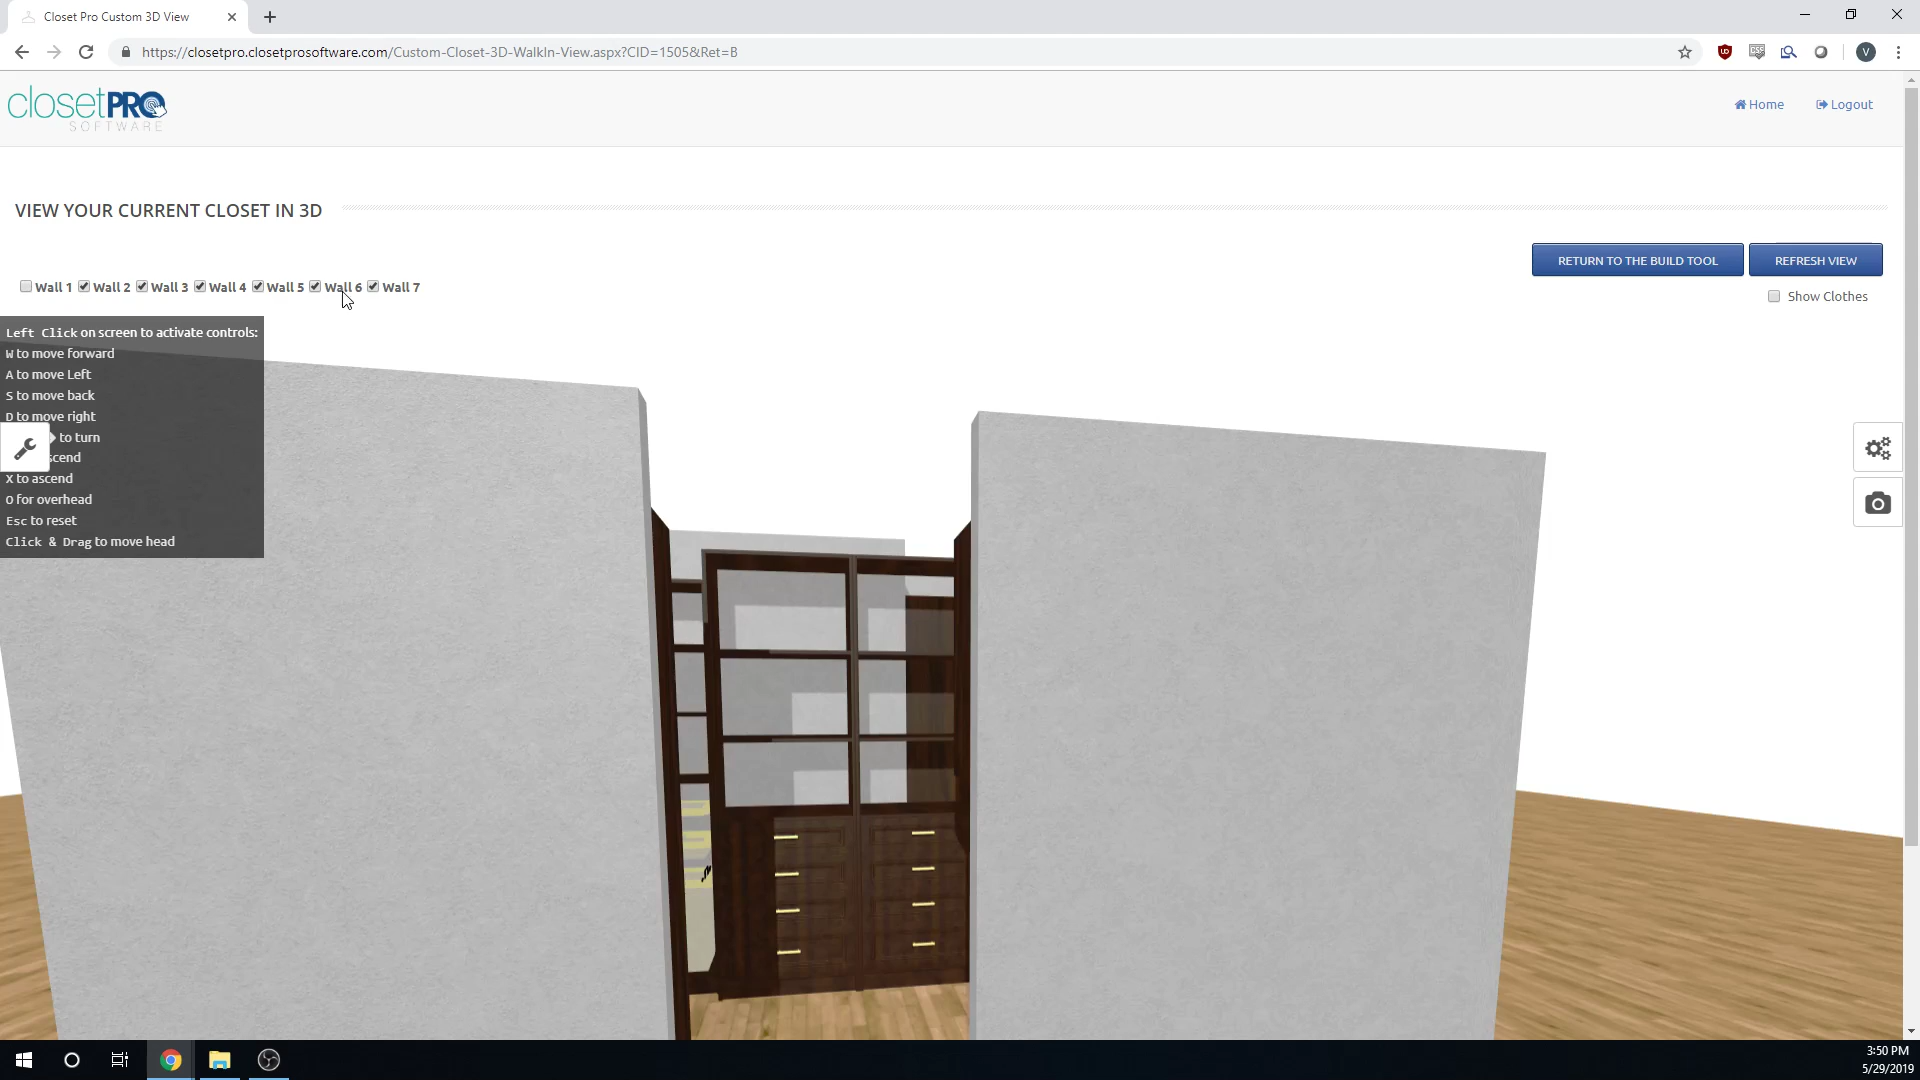 Closet Pro Custom 3D View
https://closetpro.closetprosoftware.com/Custom-Closet-3D-WalkIn-View.aspx?CID=1505&Ret=B
CSS
V
closetPRO
SOFTWARE
Home
Logout
VIEW YOUR CURRENT CLOSET IN 3D
RETURN TO THE BUILD TOOL
REFRESH VIEW
Wall 1 Wall 2 Wall 3 Wall 4 Wall 5 Wall 6 Wall 7
Show Clothes
Left Click on screen to activate controls:
W to move forward
A to move Left
S to move back
D to move right
to turn
scend
X to ascend
O for overhead
Esc to reset
Click & Drag to move head
3:50 PM
5/29/2019